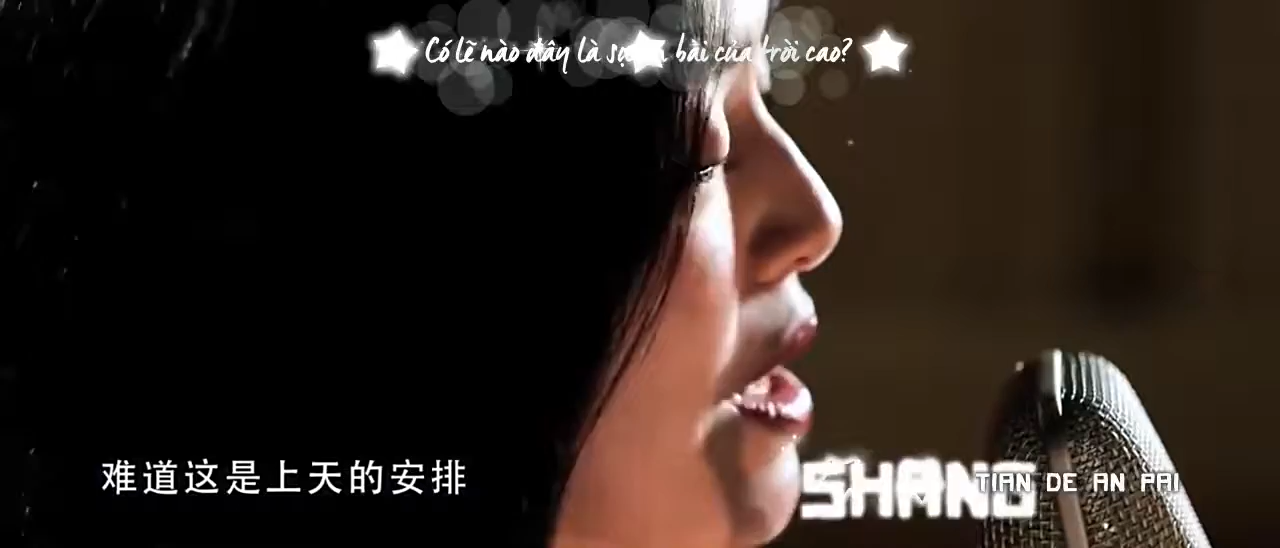 Có lẽ nào đây là bài của trời cao?
难道这是上天的安排
SHANG TIAN DE AN PAI